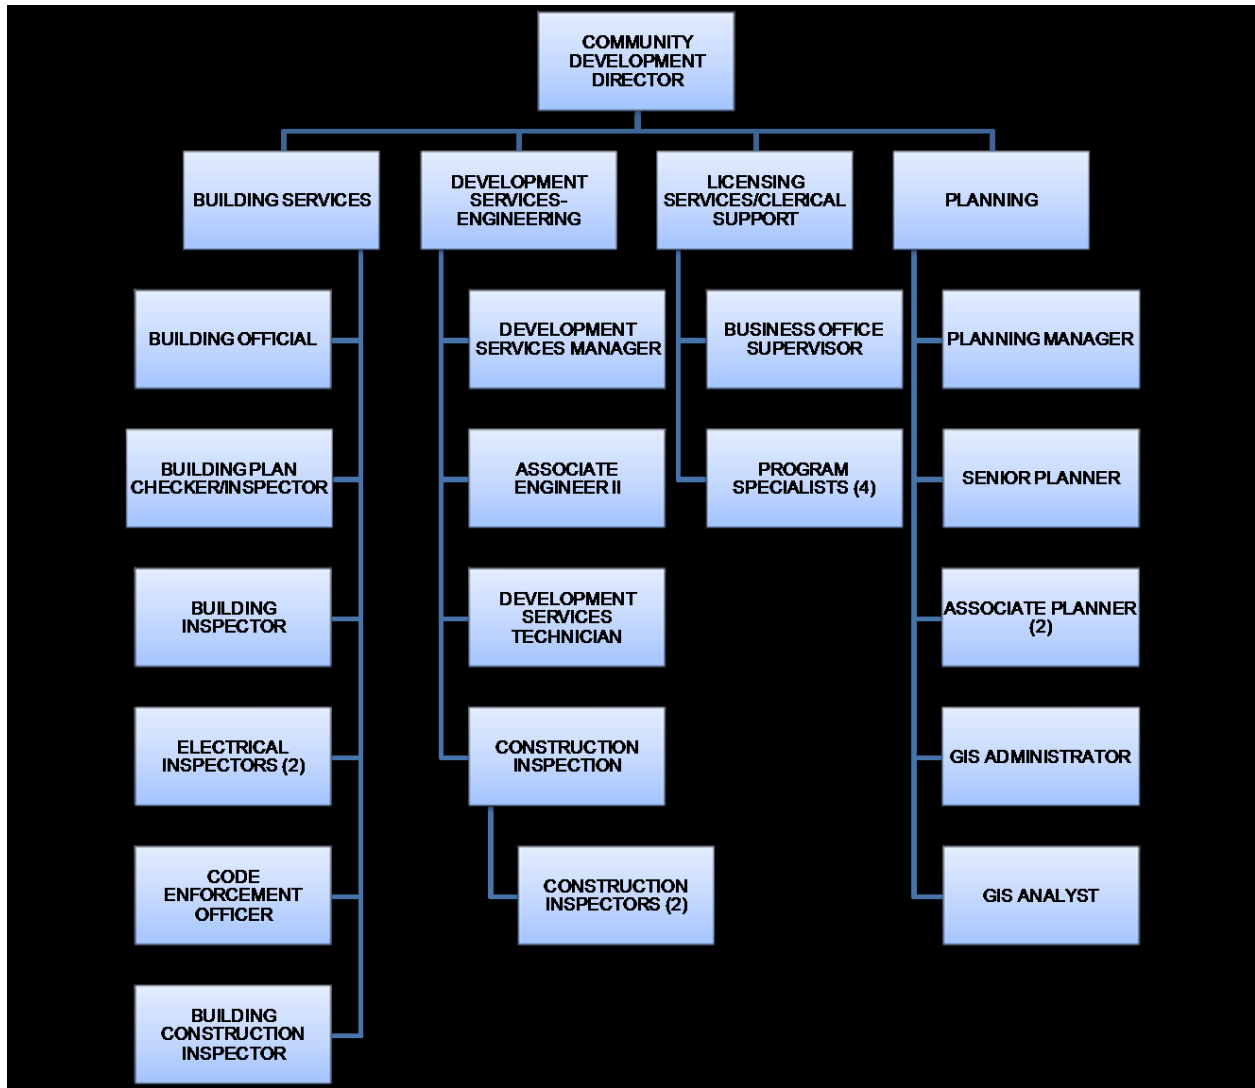 COMMUNITY
DEVELOPMENT
DIRECTOR
BUILDING SERVICES
DEVELOPMENT
SERVICES-
ENGINEERING
LICENSING
SERVICES/CLERICAL
SUPPORT
PLANNING
BUILDING OFFICIAL
DEVELOPMENT
SERVICES MANAGER
BUSINESS OFFICE
SUPERVISOR
PLANNING MANAGER
BUILDING PLAN
CHECKER/INSPECTOR
ASSOCIATE
ENGINEER II
PROGRAM
SPECIALISTS (4)
SENIOR PLANNER
BUILDING
INSPECTOR
DEVELOPMENT
SERVICES
TECHNICIAN
ASSOCIATE PLANNER
(2)
ELECTRICAL
INSPECTORS (2)
CONSTRUCTION
INSPECTION
GIS ADMINISTRATOR
CODE
ENFORCEMENT
OFFICER
CONSTRUCTION
INSPECTORS (2)
GIS ANALYST
BUILDING
CONSTRUCTION
INSPECTOR